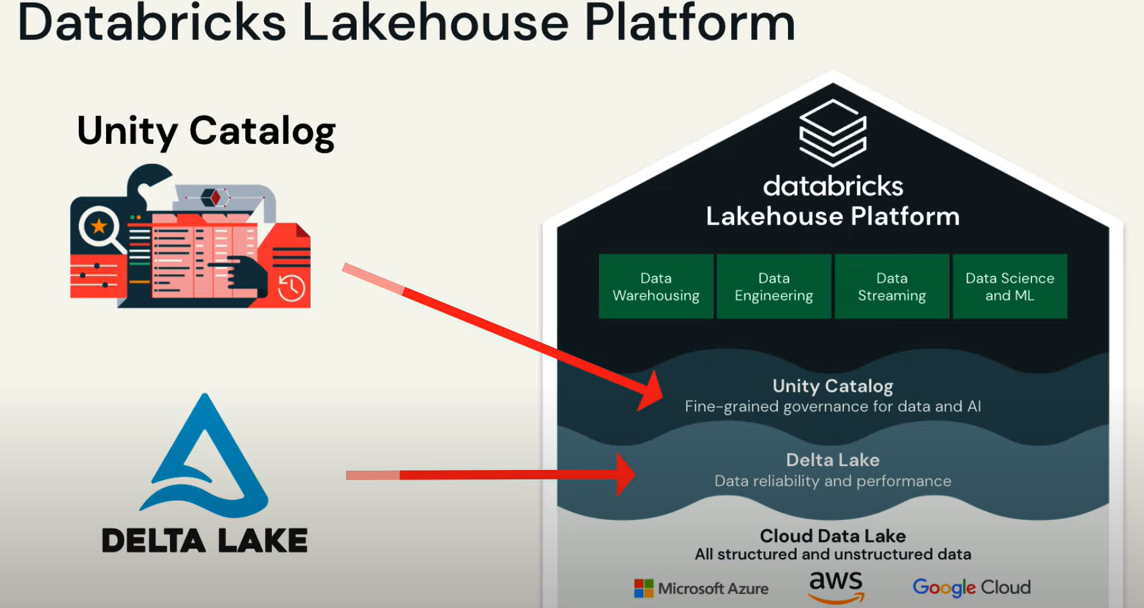 Databricks Lakehouse Platform
Unity Catalog
DELTA LAKE
databricks
Lakehouse Platform
Data
Warehousing
Data
Engineering
Data
Streaming
Data Science
and ML
Unity Catalog
Fine-grained governance for data and AI
Delta Lake
Data reliability and performance
Cloud Data Lake
All structured and unstructured data
Microsoft Azure
aws
Google Cloud